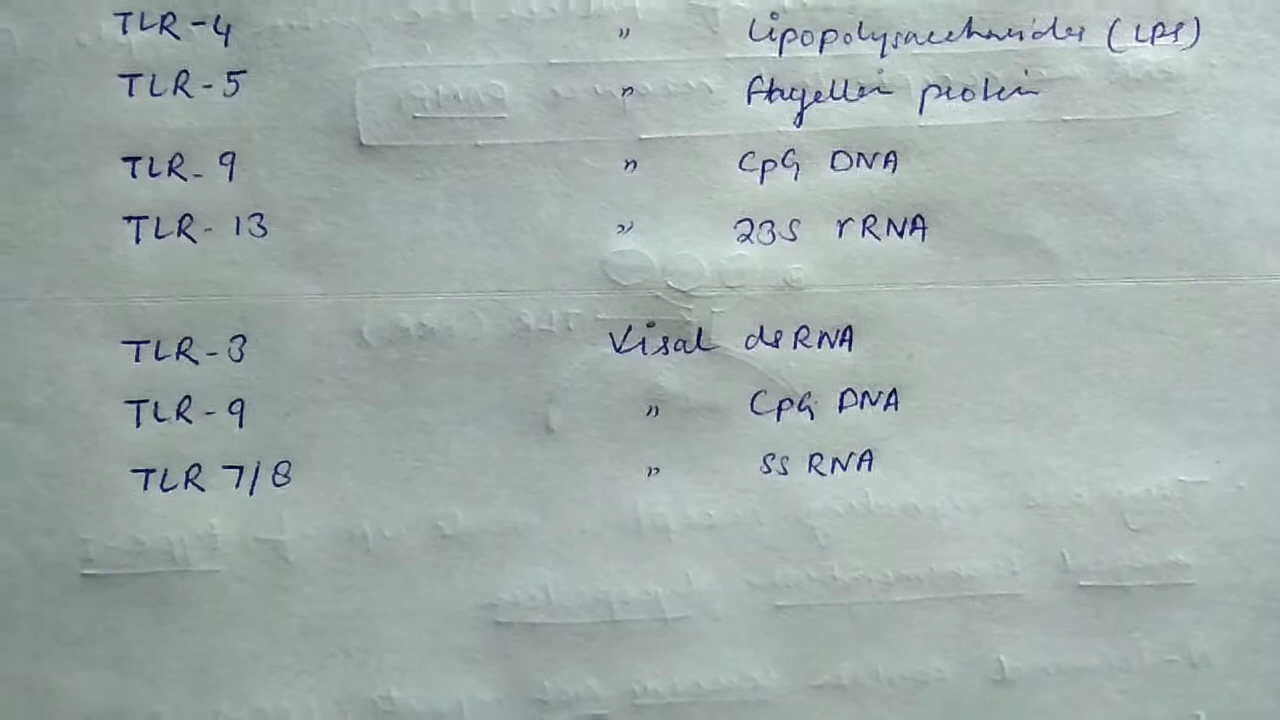 TLR-4 " Lipopolysaccharides (LPS)
TLR-5 " flagellin protein
TLR-9 " CpG DNA
TLR-13 " 23S rRNA
TLR-3 Viral dsRNA
TLR-9 " CpG DNA
TLR 7/8 " SS RNA